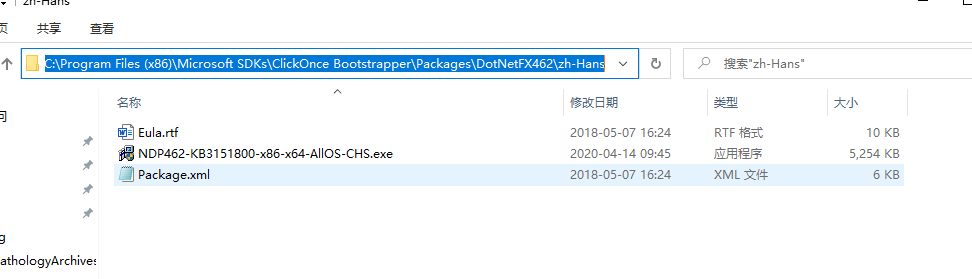 zh-Hans
共享 查看
C:\Program Files (x86)\Microsoft SDKs\ClickOnce Bootstrapper\Packages\DotNetFX462\zh-Hans 搜索"zh-Hans"
名称 修改日期 类型 大小
Eula.rtf 2018-05-07 16:24 RTF 格式 10 KB
NDP462-KB3151800-x86-x64-AllOS-CHS.exe 2020-04-14 09:45 应用程序 5,254 KB
Package.xml 2018-05-07 16:24 XML 文件 6 KB
athologyArchives